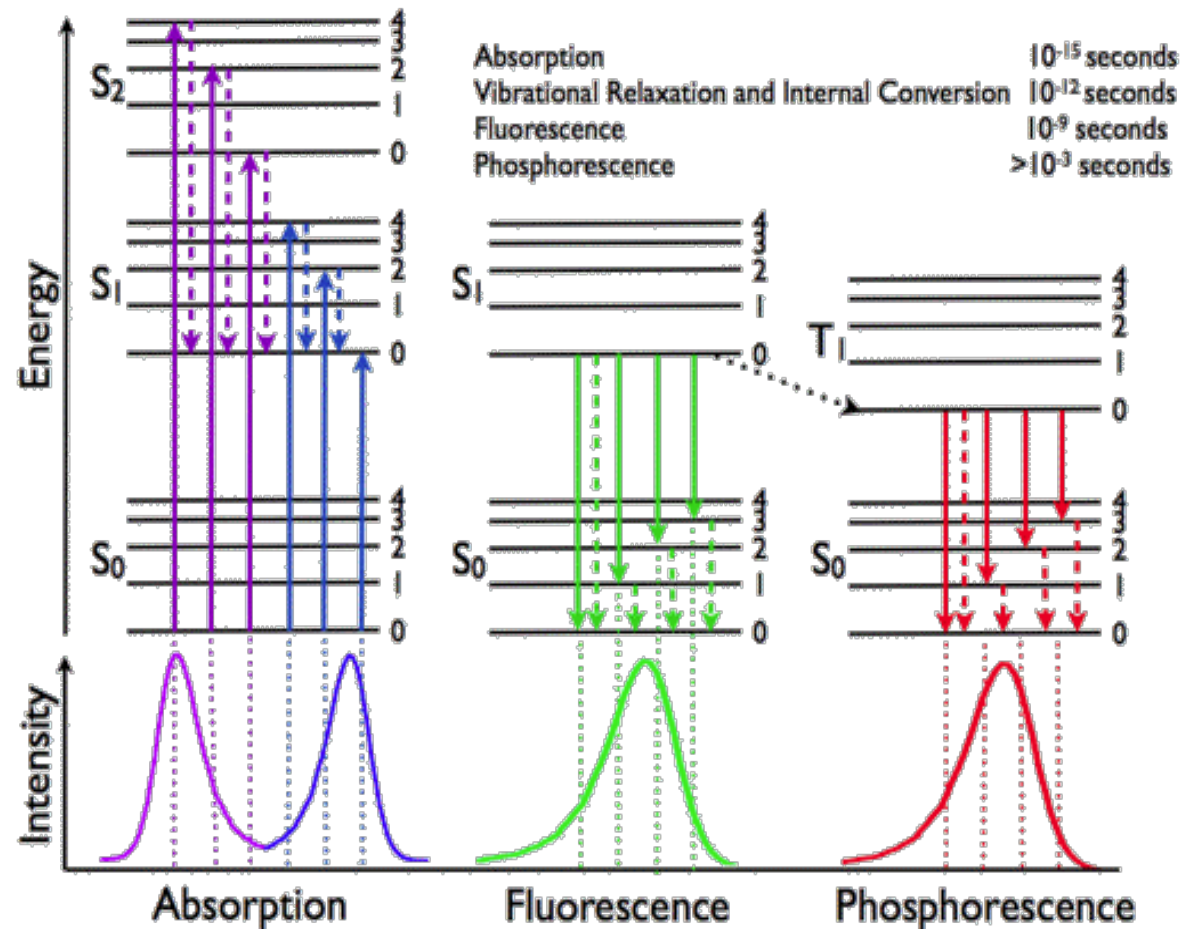 Absorption 10⁻¹⁵ seconds
Vibrational Relaxation and Internal Conversion 10⁻¹² seconds
Fluorescence 10⁻⁹ seconds
Phosphorescence >10⁻³ seconds
Energy
S₂
4
3
2
1
0
S₁
4
3
2
1
0
S₀
4
3
2
1
0
S₁
4
3
2
1
0
S₀
4
3
2
1
0
T₁
4
3
2
1
0
S₀
4
3
2
1
0
Intensity
Absorption
Fluorescence
Phosphorescence